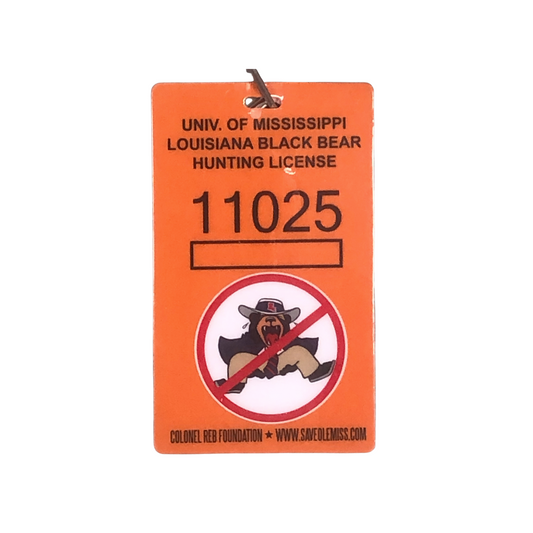 UNIV. OF MISSISSIPPI
LOUISIANA BLACK BEAR
HUNTING LICENSE
11025
COLONEL REB FOUNDATION ★ WWW.SAVEOLEMISS.COM